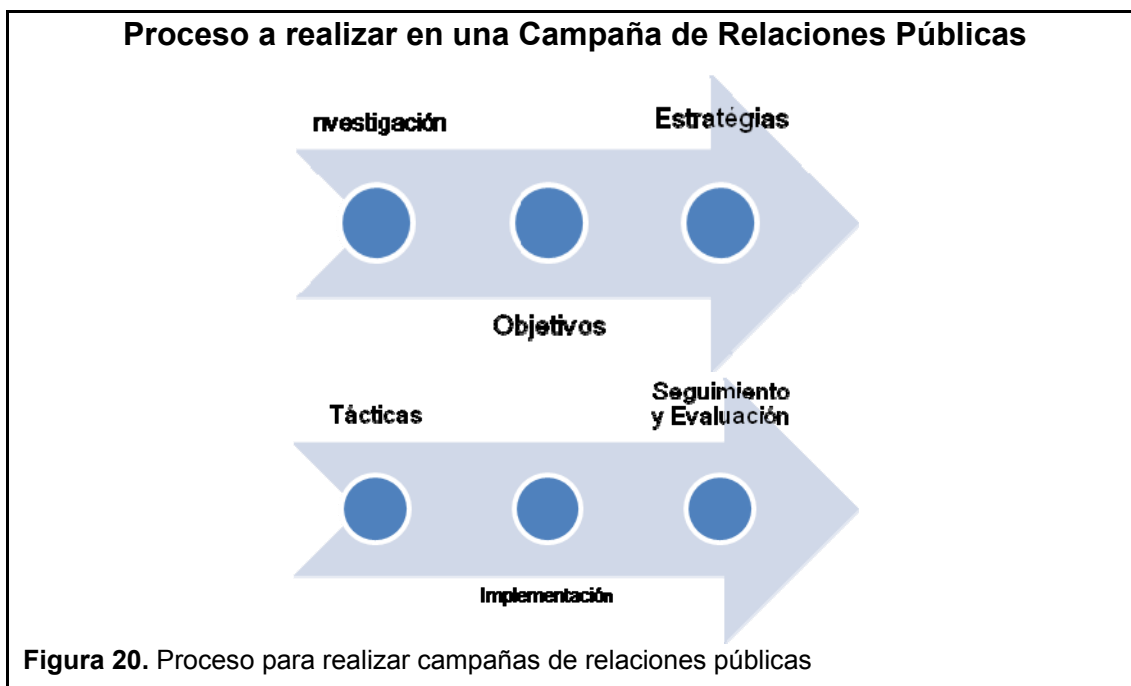 Proceso a realizar en una Campaña de Relaciones Públicas
nvestigación
Estratégias
Objetivos
Tácticas
Seguimiento
y Evaluación
Implementación
Figura 20. Proceso para realizar campañas de relaciones públicas